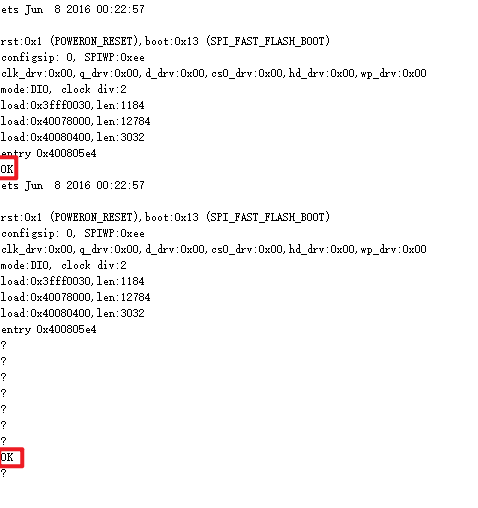 ets Jun  8 2016 00:22:57

rst:0x1 (POWERON_RESET),boot:0x13 (SPI_FAST_FLASH_BOOT)
configsip: 0, SPIWP:0xee
clk_drv:0x00,q_drv:0x00,d_drv:0x00,cs0_drv:0x00,hd_drv:0x00,wp_drv:0x00
mode:DIO, clock div:2
load:0x3fff0030,len:1184
load:0x40078000,len:12784
load:0x40080400,len:3032
entry 0x400805e4
OK
ets Jun  8 2016 00:22:57

rst:0x1 (POWERON_RESET),boot:0x13 (SPI_FAST_FLASH_BOOT)
configsip: 0, SPIWP:0xee
clk_drv:0x00,q_drv:0x00,d_drv:0x00,cs0_drv:0x00,hd_drv:0x00,wp_drv:0x00
mode:DIO, clock div:2
load:0x3fff0030,len:1184
load:0x40078000,len:12784
load:0x40080400,len:3032
entry 0x400805e4
?
?
?
?
?
?
?
OK
?